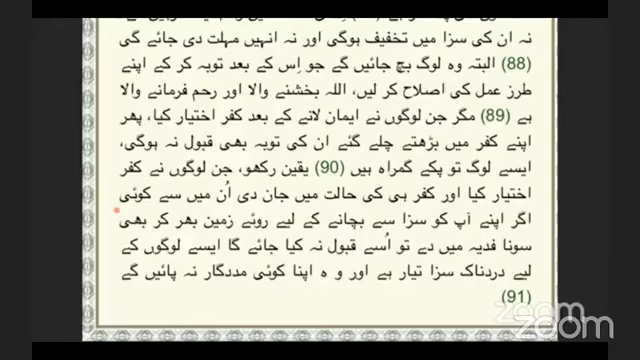 نہ ان کی سزا میں تخفیف ہوگی اور نہ انہیں مہلت دی جائے گی
(88) البتہ وہ لوگ بچ جائیں گے جو اِس کے بعد توبہ کر کے اپنے
طرز عمل کی اصلاح کر لیں، اللہ بخشنے والا اور رحم فرمانے والا
ہے (89) مگر جن لوگوں نے ایمان لانے کے بعد کفر اختیار کیا، پھر
اپنے کفر میں بڑھتے چلے گئے ان کی توبہ بھی قبول نہ ہوگی،
ایسے لوگ تو پکے گمراہ ہیں (90) یقین رکھو، جن لوگوں نے کفر
اختیار کیا اور کفر ہی کی حالت میں جان دی اُن میں سے کوئی
اگر اپنے آپ کو سزا سے بچانے کے لیے روئے زمین بھر کر بھی
سونا فدیہ میں دے تو اُسے قبول نہ کیا جائے گا ایسے لوگوں کے
لیے دردناک سزا تیار ہے اور و ہ اپنا کوئی مددگار نہ پائیں گے
(91)
zoom
zoom